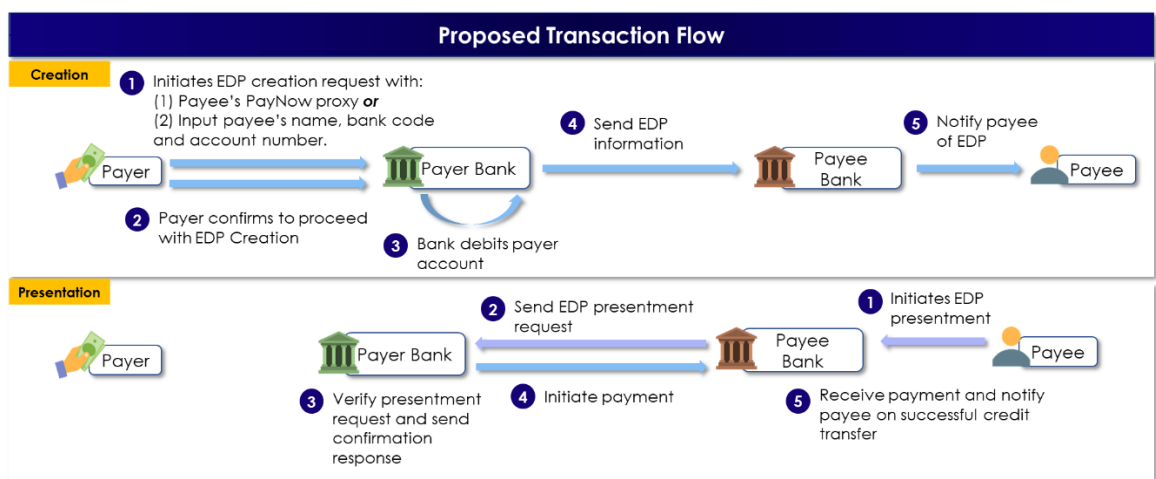 Proposed Transaction Flow
Creation
1 Initiates EDP creation request with:
(1) Payee's PayNow proxy or
(2) Input payee's name, bank code
and account number.
4 Send EDP
information
5 Notify payee
of EDP
Payer
Payer Bank
Payee
Bank
Payee
2 Payer confirms to proceed
with EDP Creation
3 Bank debits payer
account
Presentation
2 Send EDP presentment
request
1 Initiates EDP
presentment
Payer
Payer Bank
Payee
Bank
Payee
3 Verify presentment
request and send
confirmation
response
4 Initiate payment
5 Receive payment and notify
payee on successful credit
transfer